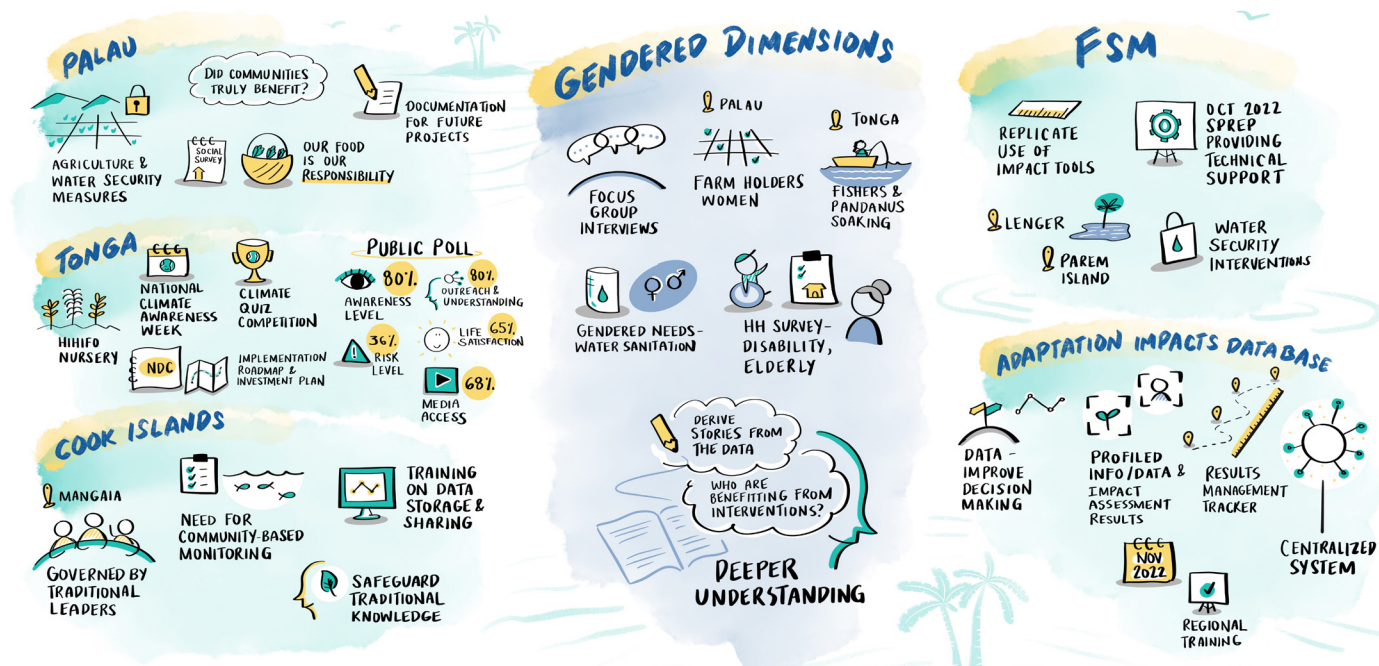 PALAU
DID COMMUNITIES
TRULY BENEFIT?
DOCUMENTATION
FOR FUTURE
PROJECTS
AGRICULTURE &
WATER SECURITY
MEASURES
SOCIAL
SURVEY
OUR FOOD
IS OUR
RESPONSIBILITY
TONGA
HIHIFO
NURSERY
NATIONAL
CLIMATE
AWARENESS
WEEK
CLIMATE
QUIZ
COMPETITION
NDC
IMPLEMENTATION
ROADMAP &
INVESTMENT PLAN
PUBLIC POLL
80%
AWARENESS
LEVEL
80%
OUTREACH &
UNDERSTANDING
36%
RISK
LEVEL
LIFE 65%
SATISFACTION
68%
MEDIA
ACCESS
COOK ISLANDS
MANGAIA
GOVERNED BY
TRADITIONAL
LEADERS
NEED FOR
COMMUNITY-BASED
MONITORING
TRAINING
ON DATA
STORAGE &
SHARING
SAFEGUARD
TRADITIONAL
KNOWLEDGE
GENDERED DIMENSIONS
FOCUS
GROUP
INTERVIEWS
PALAU
FARM HOLDERS
WOMEN
TONGA
FISHERS &
PANDANUS
SOAKING
GENDERED NEEDS-
WATER SANITATION
HH SURVEY-
DISABILITY,
ELDERLY
DERIVE
STORIES FROM
THE DATA
WHO ARE
BENEFITTING FROM
INTERVENTIONS?
DEEPER
UNDERSTANDING
FSM
REPLICATE
USE OF
IMPACT TOOLS
OCT 2022
SPREP
PROVIDING
TECHNICAL
SUPPORT
LENGER
PAREM
ISLAND
WATER
SECURITY
INTERVENTIONS
ADAPTATION IMPACTS DATABASE
DATA -
IMPROVE
DECISION
MAKING
PROFILED
INFO/DATA &
IMPACT
ASSESSMENT
RESULTS
RESULTS
MANAGEMENT
TRACKER
CENTRALIZED
SYSTEM
NOV
2022
REGIONAL
TRAINING